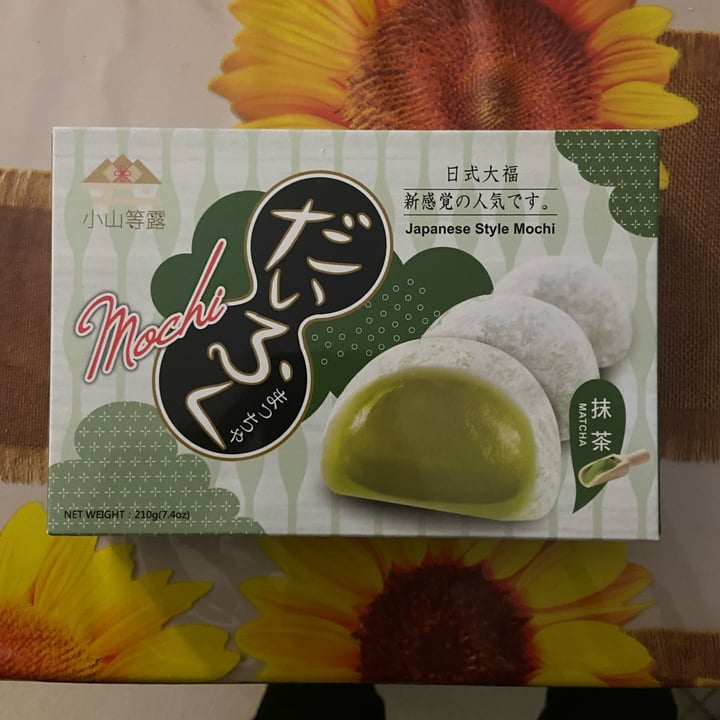 小山等露
Mochi
だいふく
まっちゃ
日式大福
新感覚の人気です。
Japanese Style Mochi
抹茶
MATCHA
NET WEIGHT : 210g(7.4oz)